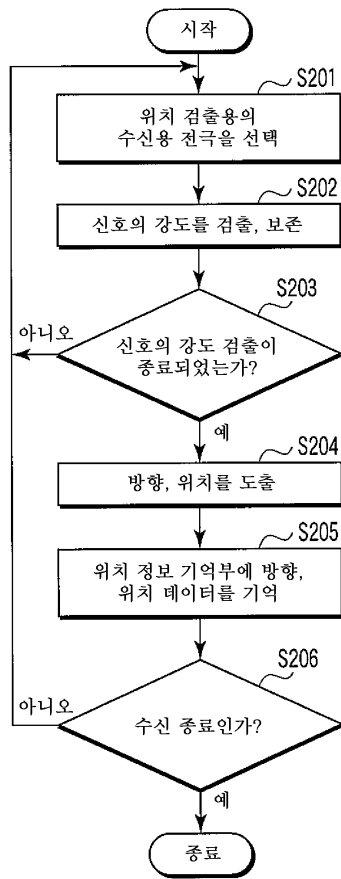 시작
S201
위치 검출용의
수신용 전극을 선택
S202
신호의 강도를 검출, 보존
S203
아니오
신호의 강도 검출이
종료되었는가?
예
S204
방향, 위치를 도출
S205
위치 정보 기억부에 방향,
위치 데이터를 기억
S206
아니오
수신 종료인가?
예
종료